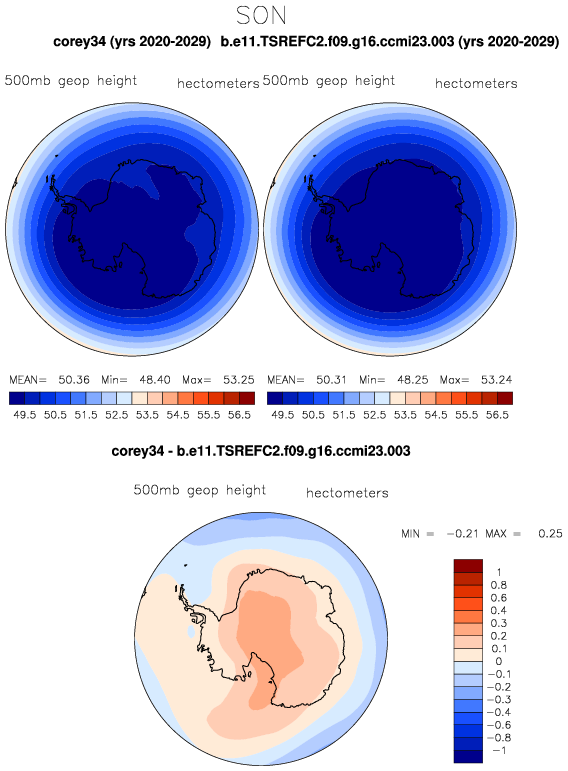 SON
corey34 (yrs 2020-2029) b.e11.TSREFC2.f09.g16.ccmi23.003 (yrs 2020-2029)
500mb geop height hectometers 500mb geop height hectometers
MEAN= 50.36 Min= 48.40 Max= 53.25 MEAN= 50.31 Min= 48.25 Max= 53.24
49.5 50.5 51.5 52.5 53.5 54.5 55.5 56.5 49.5 50.5 51.5 52.5 53.5 54.5 55.5 56.5
corey34 - b.e11.TSREFC2.f09.g16.ccmi23.003
500mb geop height hectometers
MIN = -0.21 MAX = 0.25
1
0.8
0.6
0.4
0.3
0.2
0.1
0
-0.1
-0.2
-0.3
-0.4
-0.6
-0.8
-1